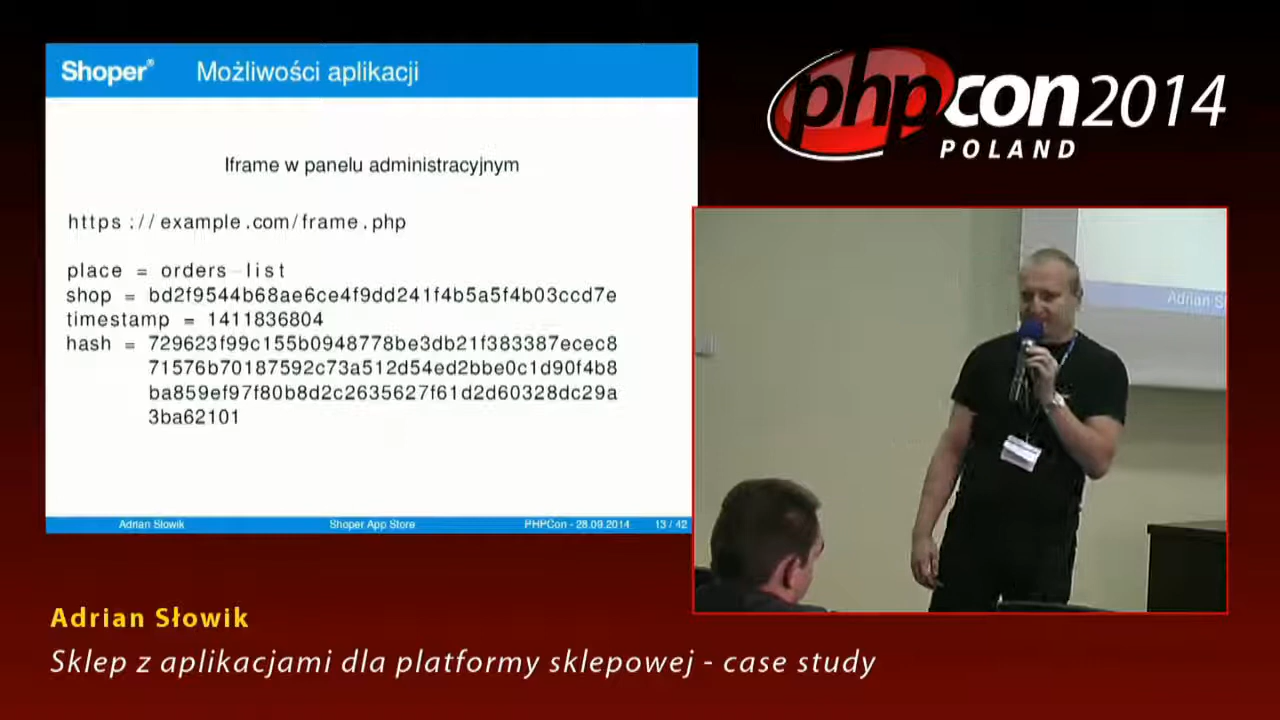 Shoper® Możliwości aplikacji
Iframe w panelu administracyjnym
https://example.com/frame.php
place = orders-list
shop = bd2f9544b68ae6ce4f9dd241f4b5a5f4b03ccd7e
timestamp = 1411836804
hash = 729623f99c155b0948778be3db21f383387ecec8
71576b70187592c73a512d54ed2bbe0c1d90f4b8
ba859ef97f80b8d2c2635627f61d2d60328dc29a
3ba62101
Adrian Słowik Shoper App Store PHPCon - 28.09.2014 13 / 42
phpcon2014
POLAND
Adrian S
Adrian Słowik
Sklep z aplikacjami dla platformy sklepowej - case study